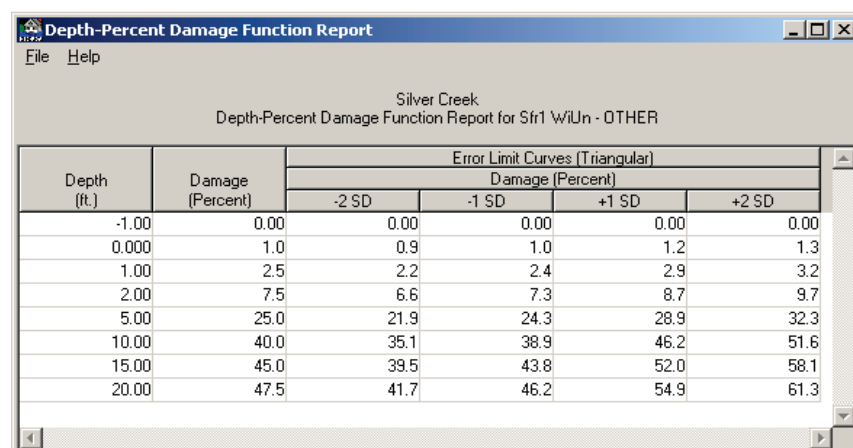 Depth-Percent Damage Function Report
File Help
Silver Creek
Depth-Percent Damage Function Report for Sfr1 WiUn - OTHER
Error Limit Curves (Triangular)
Depth (ft.) Damage (Percent) Damage (Percent)
-2 SD -1 SD +1 SD +2 SD
-1.00 0.00 0.00 0.00 0.00 0.00
0.000 1.0 0.9 1.0 1.2 1.3
1.00 2.5 2.2 2.4 2.9 3.2
2.00 7.5 6.6 7.3 8.7 9.7
5.00 25.0 21.9 24.3 28.9 32.3
10.00 40.0 35.1 38.9 46.2 51.6
15.00 45.0 39.5 43.8 52.0 58.1
20.00 47.5 41.7 46.2 54.9 61.3